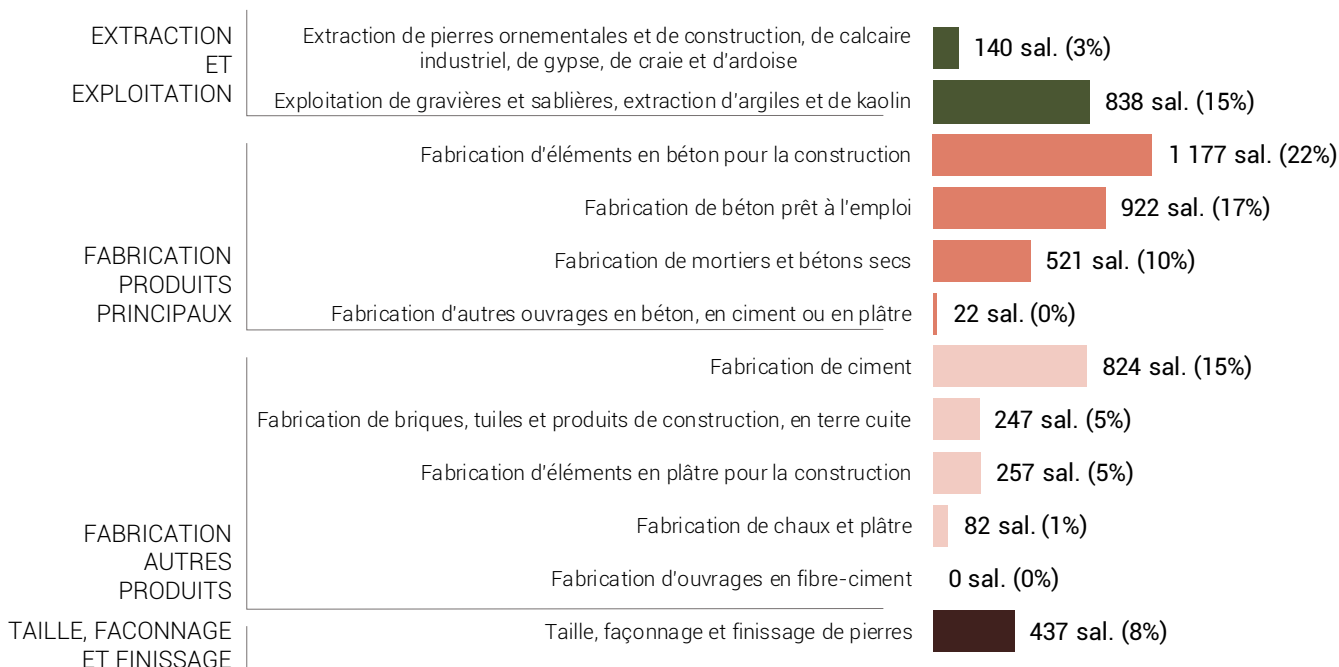 EXTRACTION
ET
EXPLOITATION
Extraction de pierres ornementales et de construction, de calcaire
industriel, de gypse, de craie et d'ardoise
140 sal. (3%)
Exploitation de gravières et sablières, extraction d'argiles et de kaolin
838 sal. (15%)
FABRICATION
PRODUITS
PRINCIPAUX
Fabrication d'éléments en béton pour la construction
1 177 sal. (22%)
Fabrication de béton prêt à l'emploi
922 sal. (17%)
Fabrication de mortiers et bétons secs
521 sal. (10%)
Fabrication d'autres ouvrages en béton, en ciment ou en plâtre
22 sal. (0%)
FABRICATION
AUTRES
PRODUITS
Fabrication de ciment
824 sal. (15%)
Fabrication de briques, tuiles et produits de construction, en terre cuite
247 sal. (5%)
Fabrication d'éléments en plâtre pour la construction
257 sal. (5%)
Fabrication de chaux et plâtre
82 sal. (1%)
Fabrication d'ouvrages en fibre-ciment
0 sal. (0%)
TAILLE, FACONNAGE
ET FINISSAGE
Taille, façonnage et finissage de pierres
437 sal. (8%)